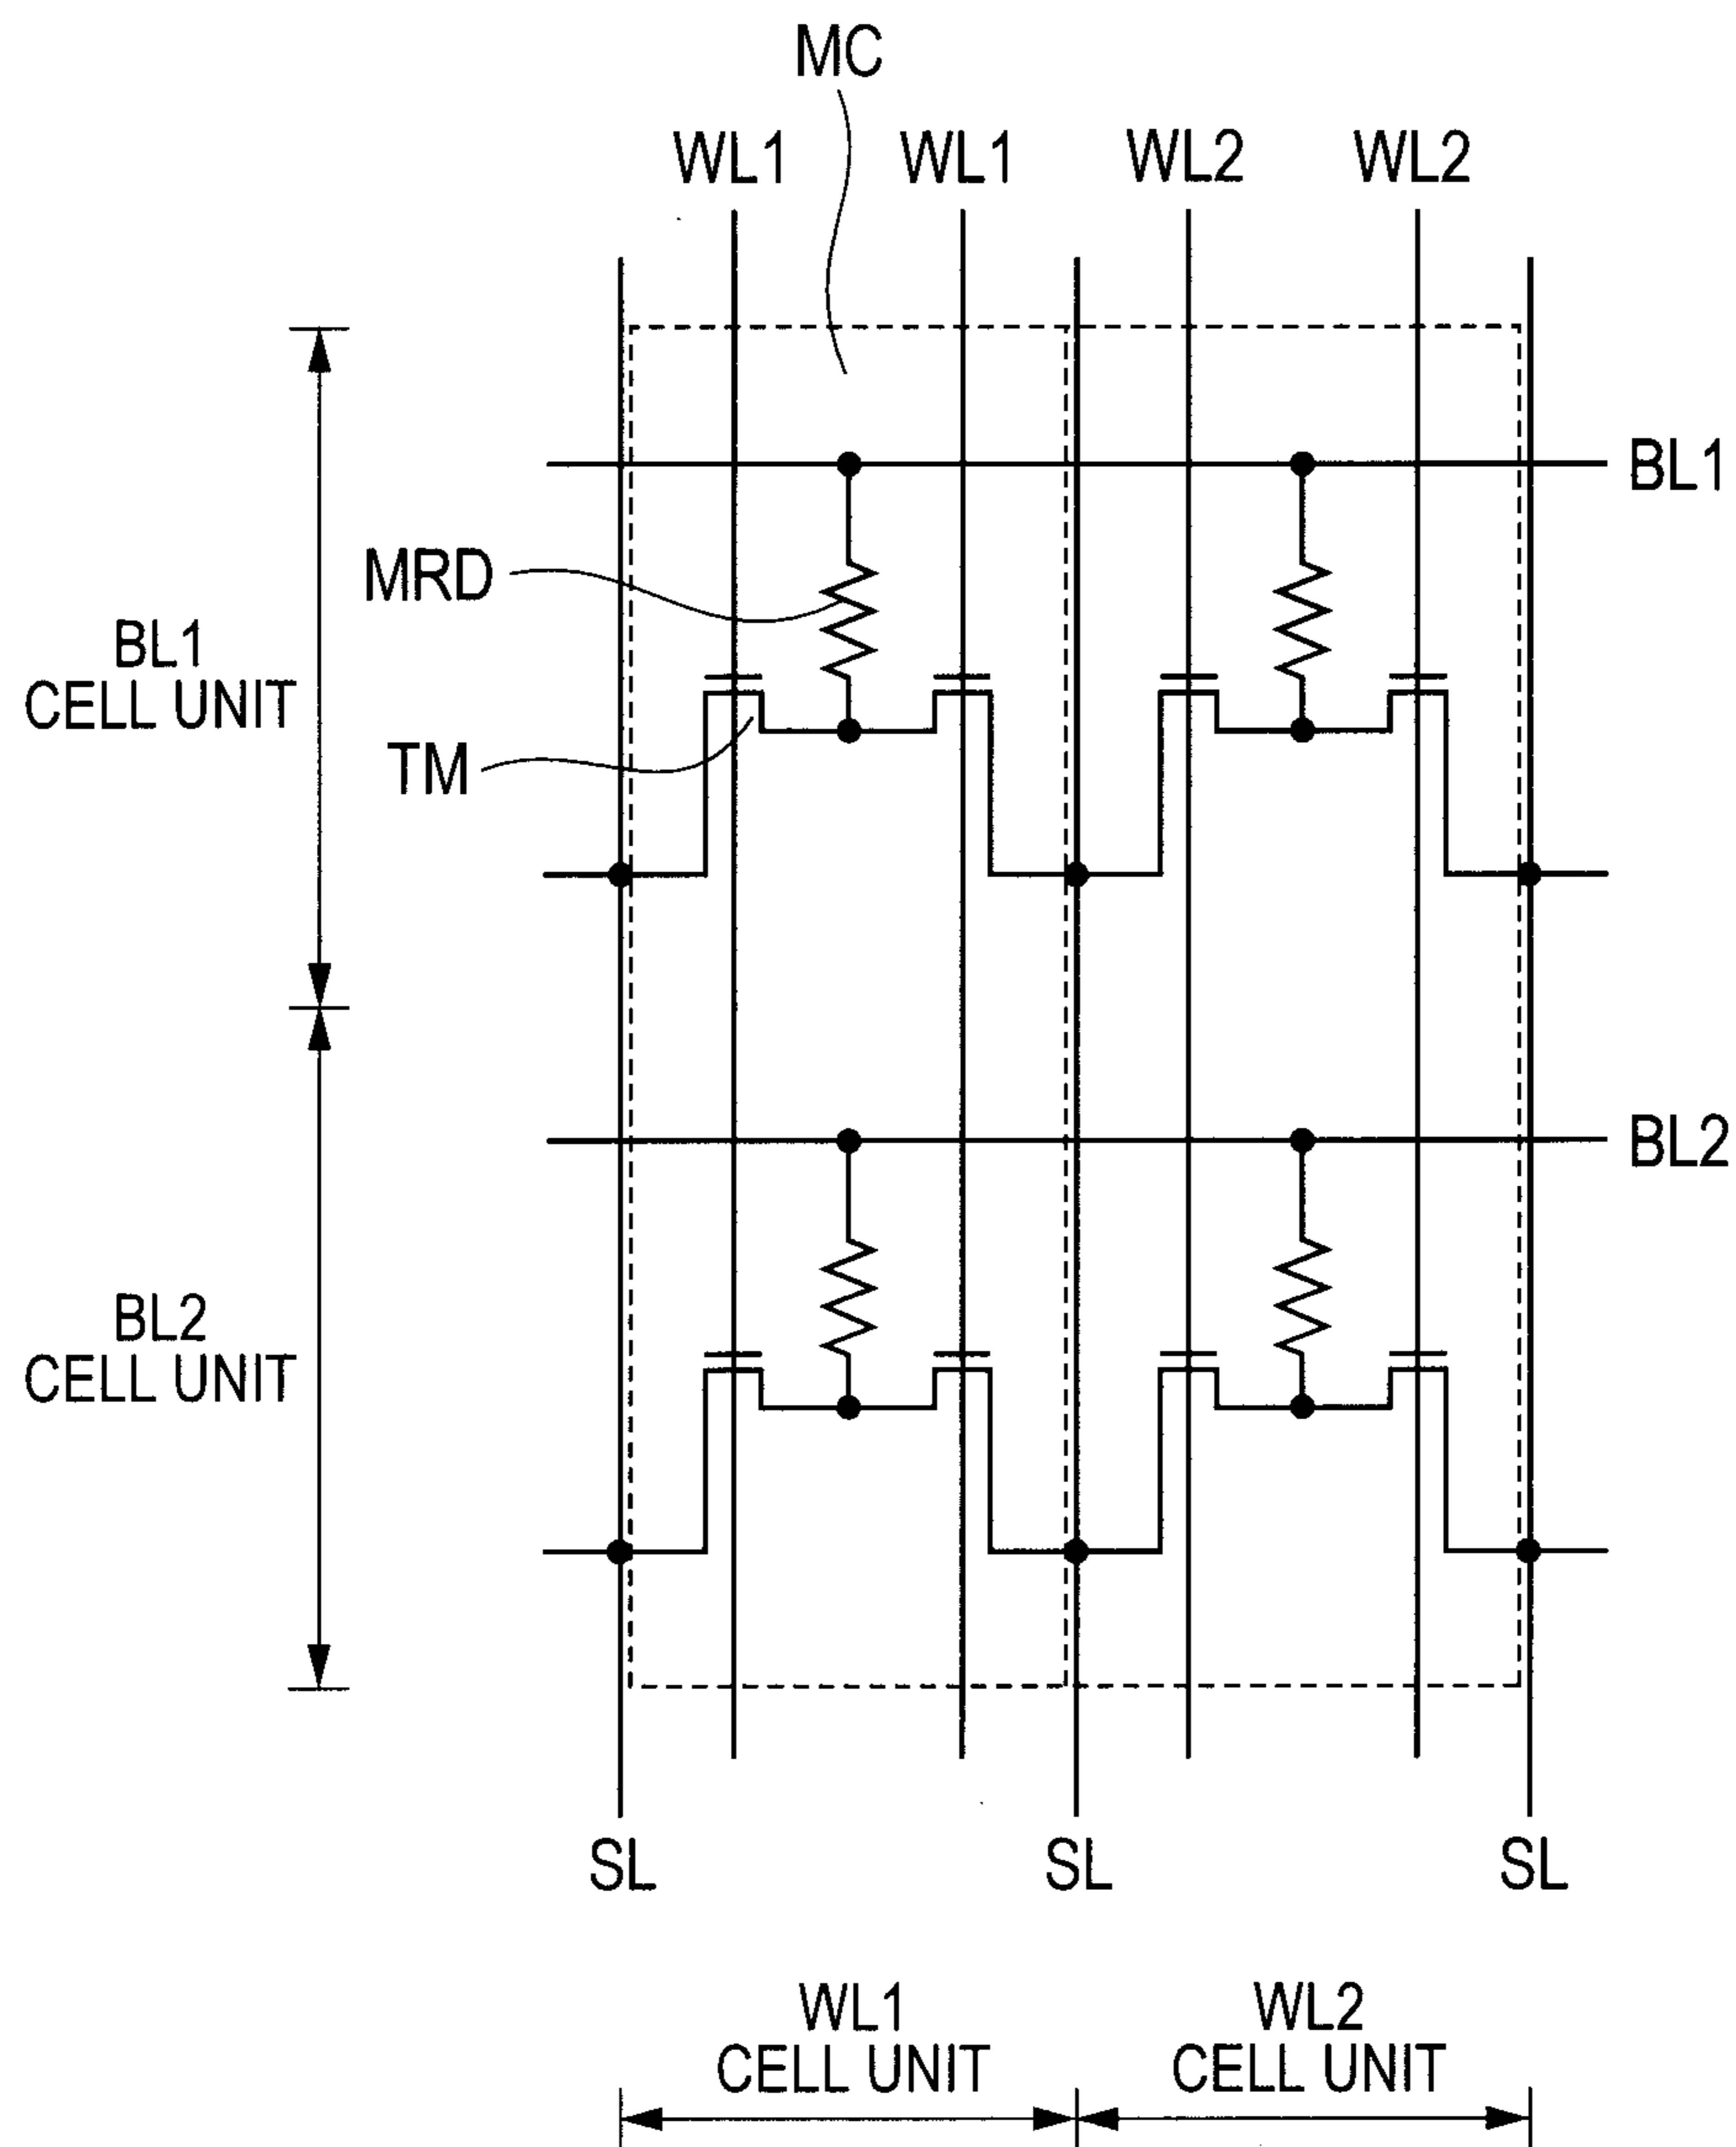 MC
WL1 WL1 WL2 WL2
BL1
MRD
BL1
CELL UNIT
TM
BL2
BL2
CELL UNIT
SL SL SL
WL1
CELL UNIT
WL2
CELL UNIT